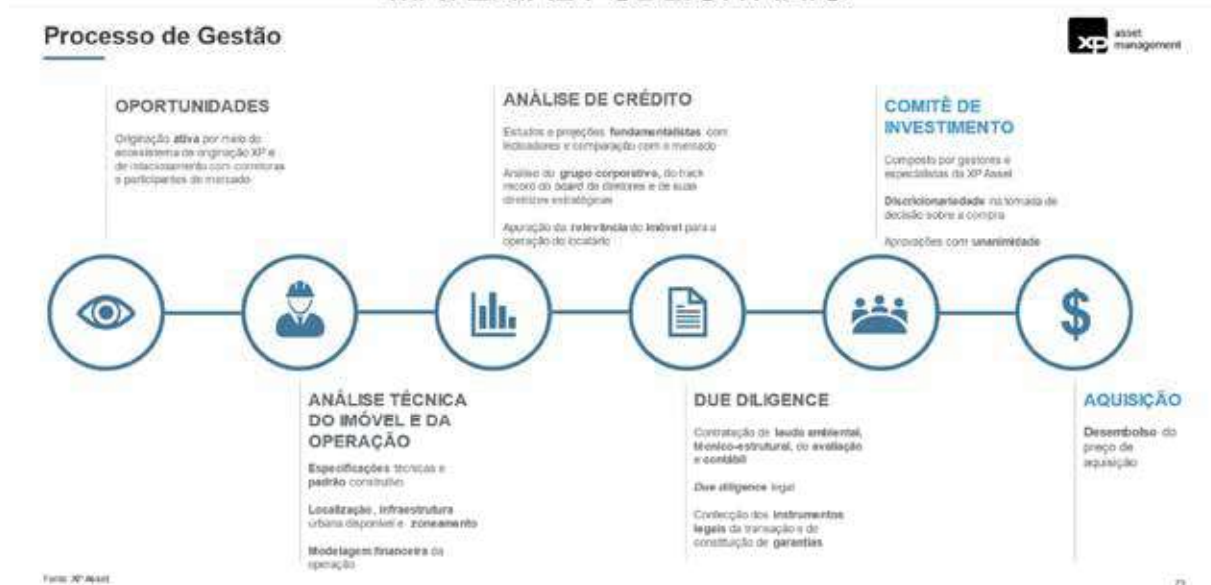 Processo de Gestão
xp asset
management
OPORTUNIDADES
Originação ativa por meio do
ecossistema de originação XP e
de relacionamento com corretoras
e participantes do mercado
ANÁLISE DE CRÉDITO
Estudos e projeções fundamentalistas com
indicadores e comparação com o mercado
Análise do grupo corporativo, do track
record do board de diretores e de suas
diretrizes estratégicas
Apuração da relevância do imóvel para a
operação do locatário
COMITÊ DE
INVESTIMENTO
Composto por gestores e
especialistas da XP Asset
Discricionariedade na tomada de
decisão sobre a compra
Aprovações com unanimidade
$
ANÁLISE TÉCNICA
DO IMÓVEL E DA
OPERAÇÃO
Especificações técnicas e
padrão construtivo
Localização, infraestrutura
urbana disponível e zoneamento
Modelagem financeira da
operação
DUE DILIGENCE
Contratação de laudo ambiental,
técnico-estrutural, de avaliação
e contábil
Due diligence legal
Confecção dos instrumentos
legais da transação e de
constituição de garantias
AQUISIÇÃO
Desembolso do
preço de
aquisição
Fonte: XP Asset